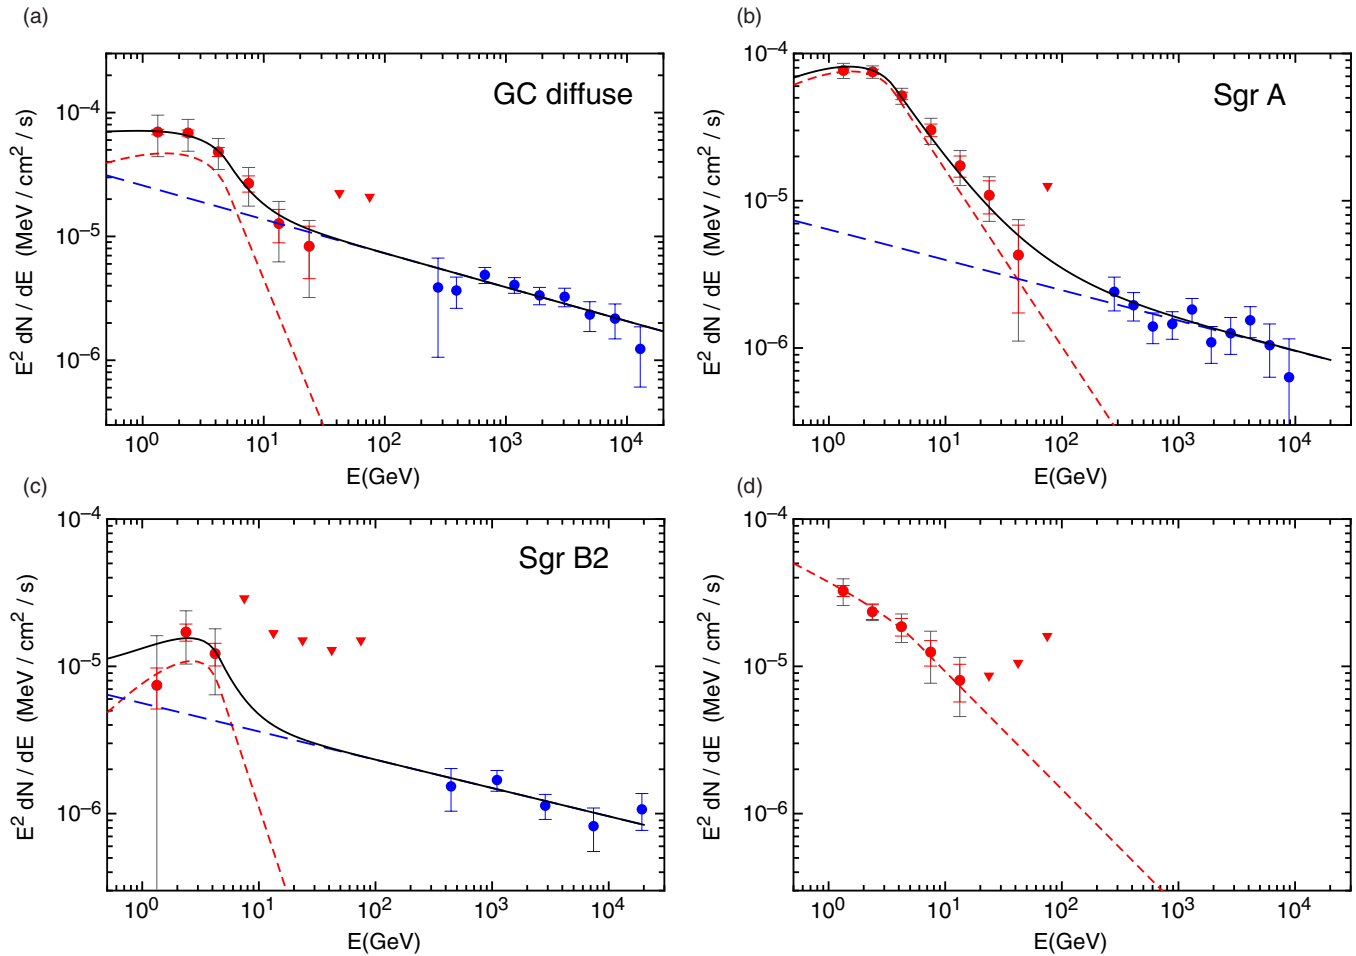 (a)
GC diffuse
E² dN / dE (MeV / cm² / s)
10⁻⁴
10⁻⁵
10⁻⁶
10⁰ 10¹ 10² 10³ 10⁴
E(GeV)
(b)
Sgr A
E² dN / dE (MeV / cm² / s)
10⁻⁴
10⁻⁵
10⁻⁶
10⁰ 10¹ 10² 10³ 10⁴
E(GeV)
(c)
Sgr B2
E² dN / dE (MeV / cm² / s)
10⁻⁴
10⁻⁵
10⁻⁶
10⁰ 10¹ 10² 10³ 10⁴
E(GeV)
(d)
E² dN / dE (MeV / cm² / s)
10⁻⁴
10⁻⁵
10⁻⁶
10⁰ 10¹ 10² 10³ 10⁴
E(GeV)